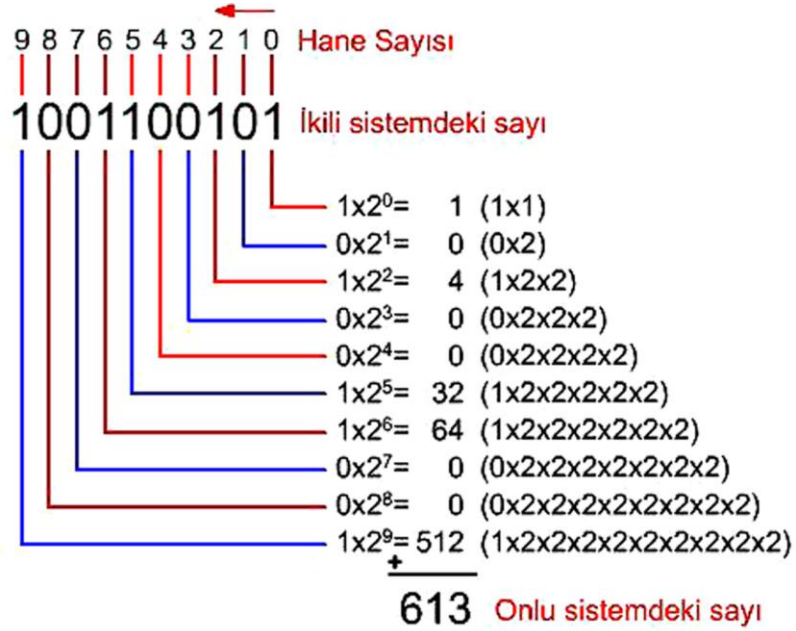 9 8 7 6 5 4 3 2 1 0 Hane Sayısı
1001100101 İkili sistemdeki sayı
1x2⁰= 1 (1x1)
0x2¹= 0 (0x2)
1x2²= 4 (1x2x2)
0x2³= 0 (0x2x2x2)
0x2⁴= 0 (0x2x2x2x2)
1x2⁵= 32 (1x2x2x2x2x2)
1x2⁶= 64 (1x2x2x2x2x2x2)
0x2⁷= 0 (0x2x2x2x2x2x2x2)
0x2⁸= 0 (0x2x2x2x2x2x2x2x2)
1x2⁹= 512 (1x2x2x2x2x2x2x2x2x2)
+
613 Onlu sistemdeki sayı